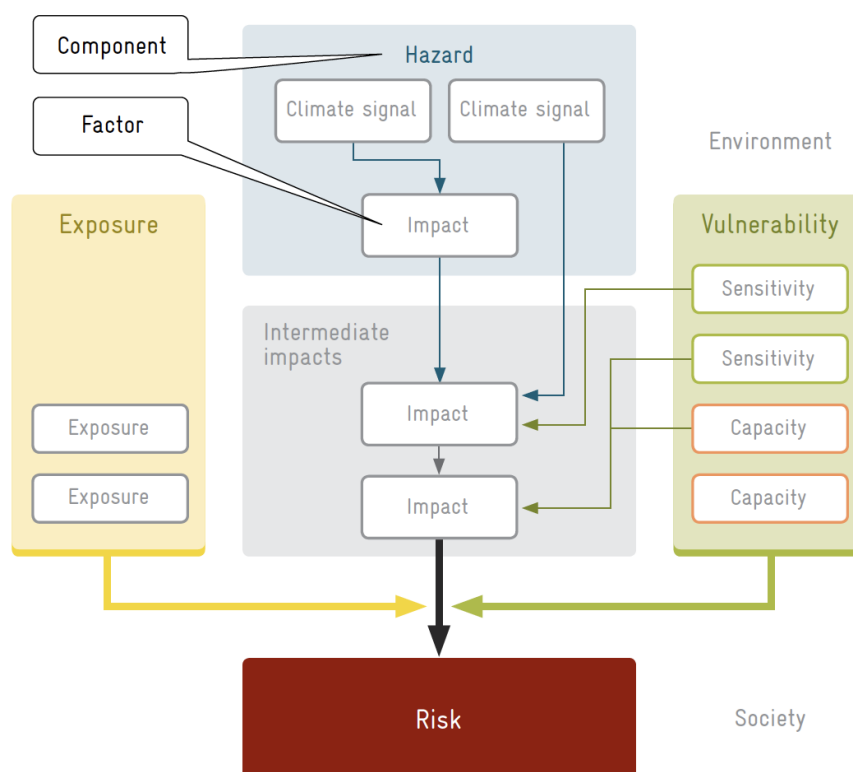 Component
Hazard
Climate signal
Climate signal
Factor
Environment
Impact
Exposure
Vulnerability
Sensitivity
Intermediate
impacts
Sensitivity
Impact
Exposure
Capacity
Impact
Exposure
Capacity
Risk
Society